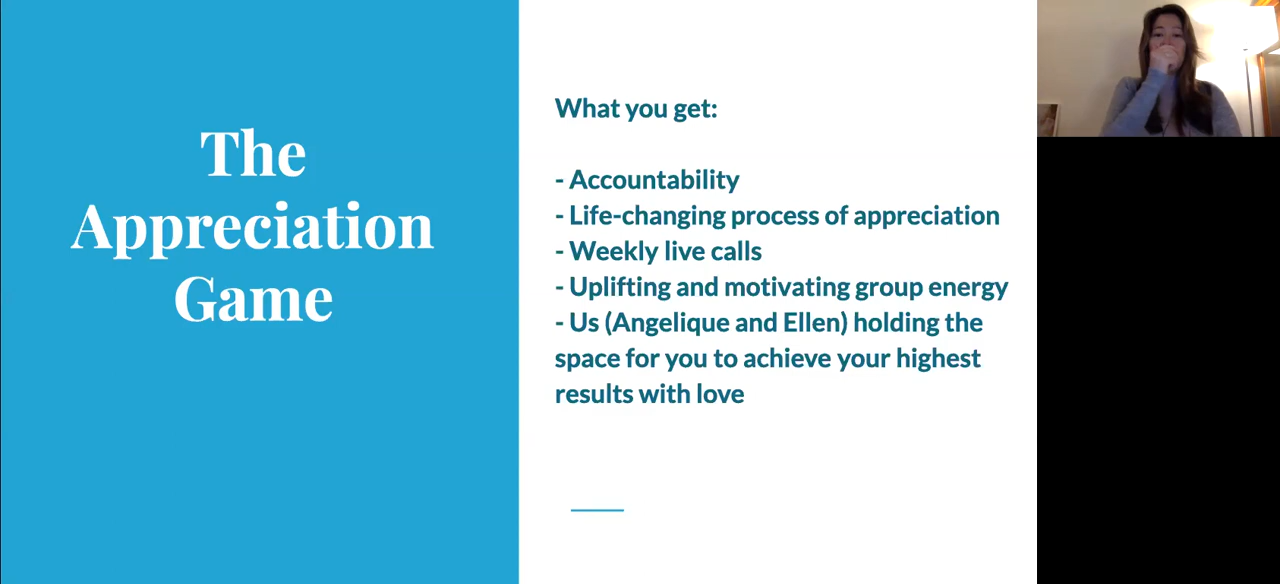 The
Appreciation
Game
What you get:
- Accountability
- Life-changing process of appreciation
- Weekly live calls
- Uplifting and motivating group energy
- Us (Angelique and Ellen) holding the
space for you to achieve your highest
results with love